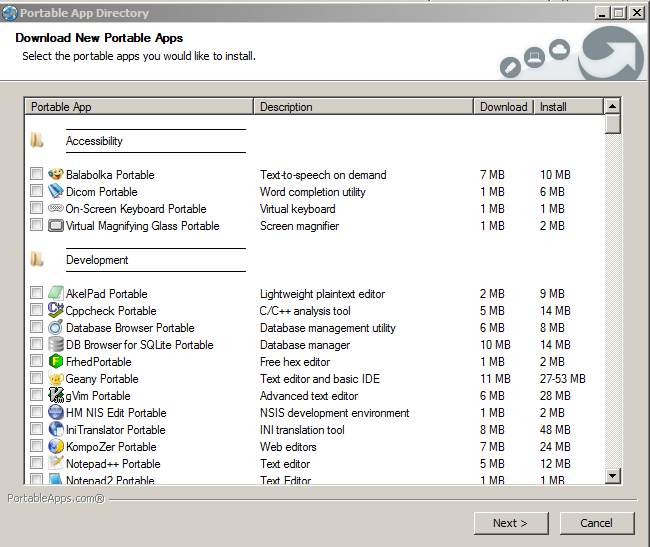 Portable App Directory
Download New Portable Apps
Select the portable apps you would like to install.
Portable App Description Download Install
Accessibility
Balabolka Portable Text-to-speech on demand 7 MB 10 MB
Dicom Portable Word completion utility 1 MB 6 MB
On-Screen Keyboard Portable Virtual keyboard 1 MB 1 MB
Virtual Magnifying Glass Portable Screen magnifier 1 MB 2 MB
Development
AkelPad Portable Lightweight plaintext editor 2 MB 9 MB
Cppcheck Portable C/C++ analysis tool 5 MB 14 MB
Database Browser Portable Database management utility 6 MB 8 MB
DB Browser for SQLite Portable Database manager 10 MB 14 MB
FrhedPortable Free hex editor 1 MB 2 MB
Geany Portable Text editor and basic IDE 11 MB 27-53 MB
gVim Portable Advanced text editor 6 MB 28 MB
HM NIS Edit Portable NSIS development environment 1 MB 2 MB
IniTranslator Portable INI translation tool 8 MB 48 MB
KompoZer Portable Web editors 7 MB 24 MB
Notepad++ Portable Text editor 5 MB 12 MB
Notepad2 Portable Text Editor 1 MB 1 MB
PortableApps.com®
Next > Cancel